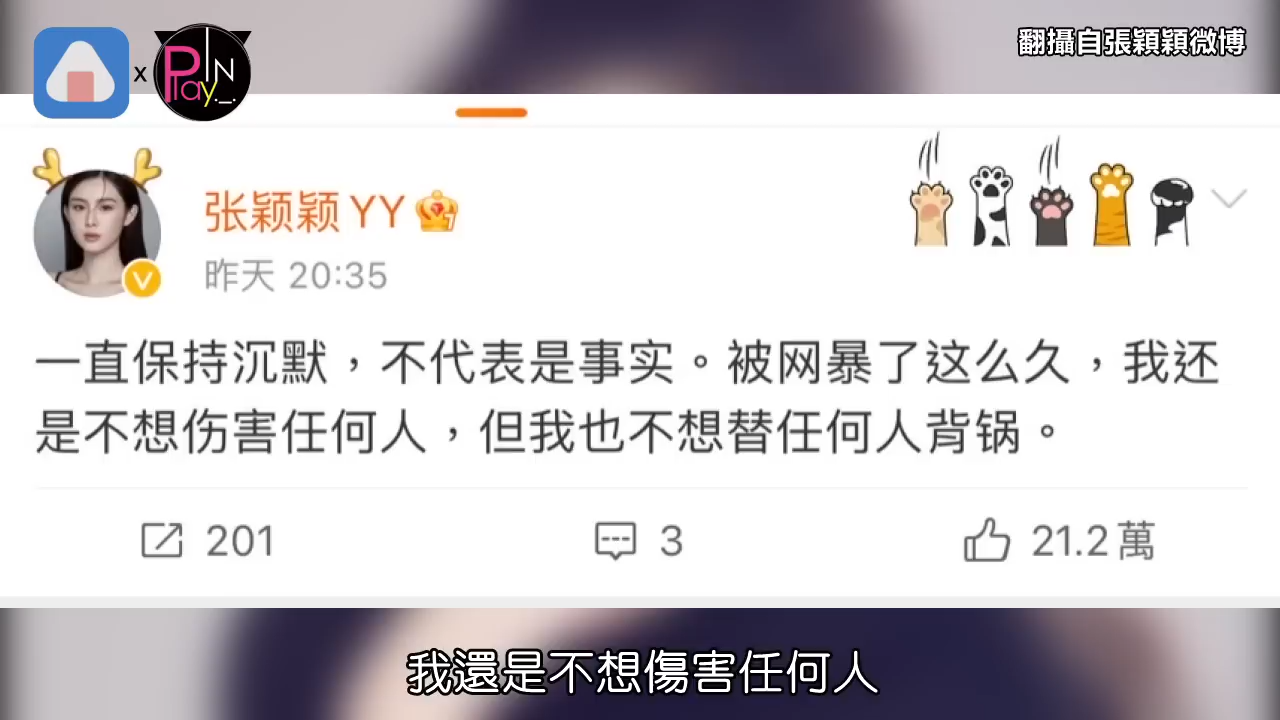 翻攝自張穎穎微博
x
PlayIN._.
张颖颖YY
7
昨天 20:35
一直保持沉默，不代表是事实。被网暴了这么久，我还
是不想伤害任何人，但我也不想替任何人背锅。
201
3
21.2萬
我還是不想傷害任何人